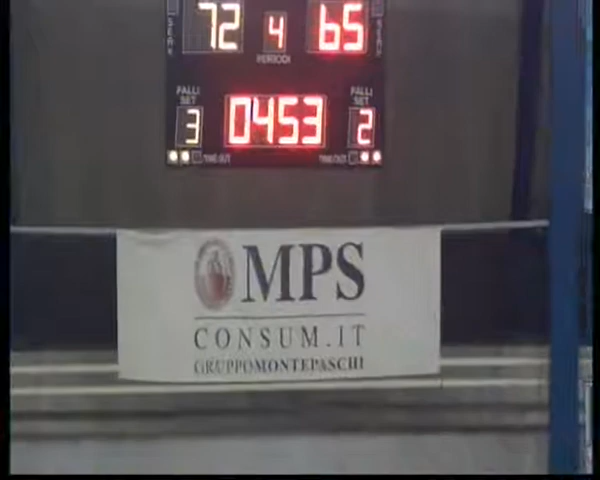 72 4 65
PERIODI
FALLI FALLI
SET SET
3 0453 2
TIME OUT TIME OUT
MPS
CONSUM.IT
GRUPPOMONTEPASCHI